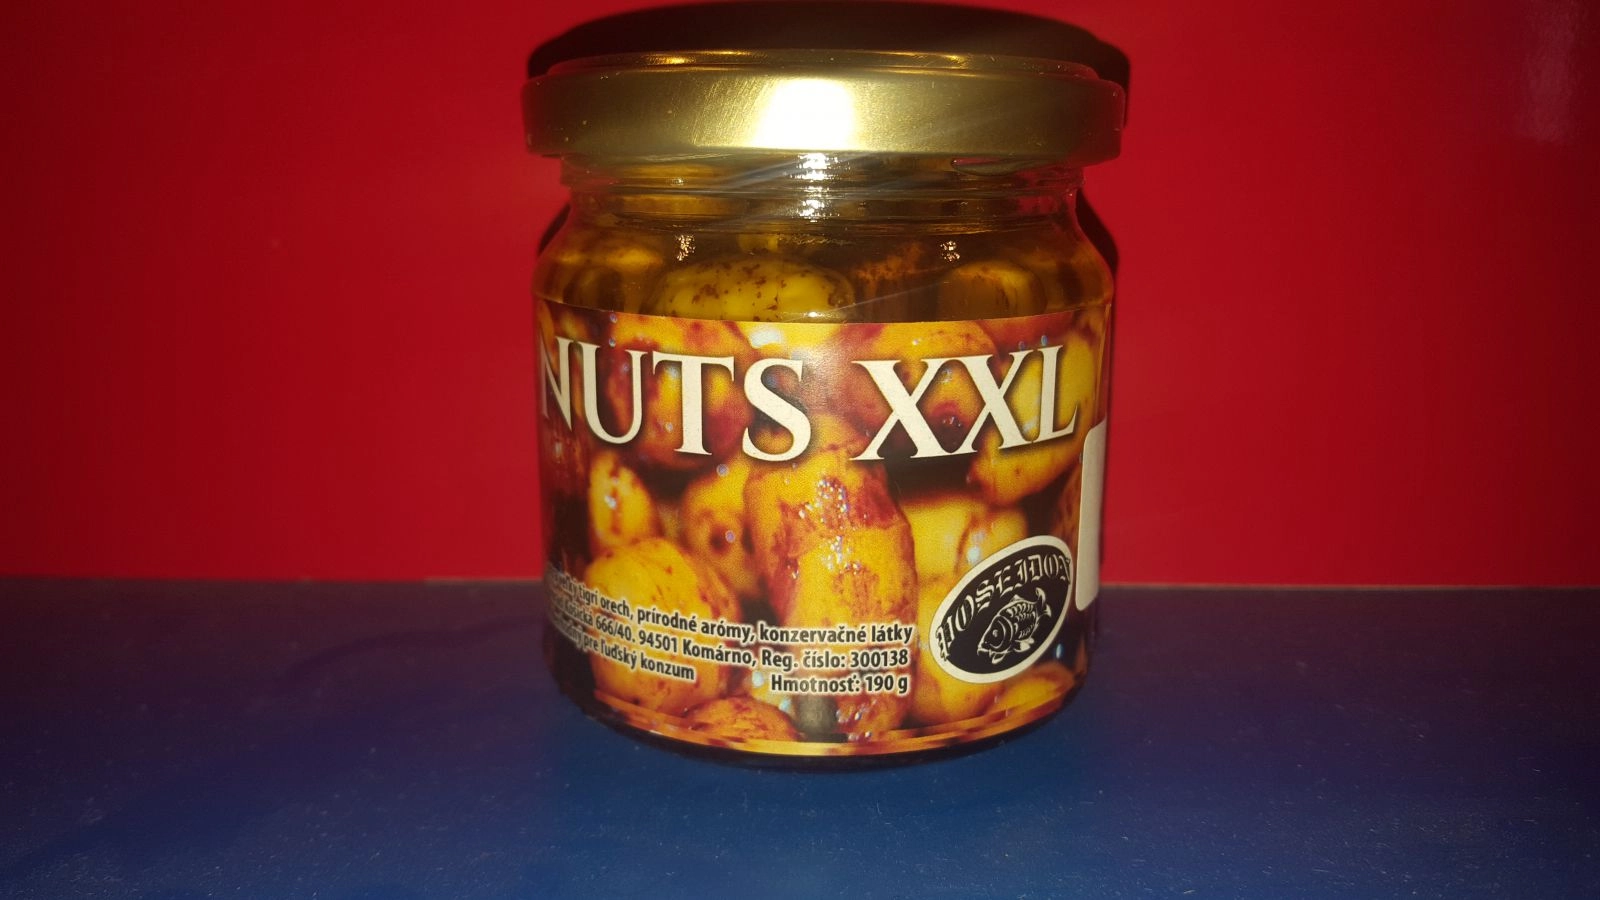 NUTS XXL
tigrí orech, prírodné arómy, konzervačné látky
666/40. 94501 Komárno, Reg. číslo: 300138
pre ľudský konzum
Hmotnosť: 190 g
POSEIDON